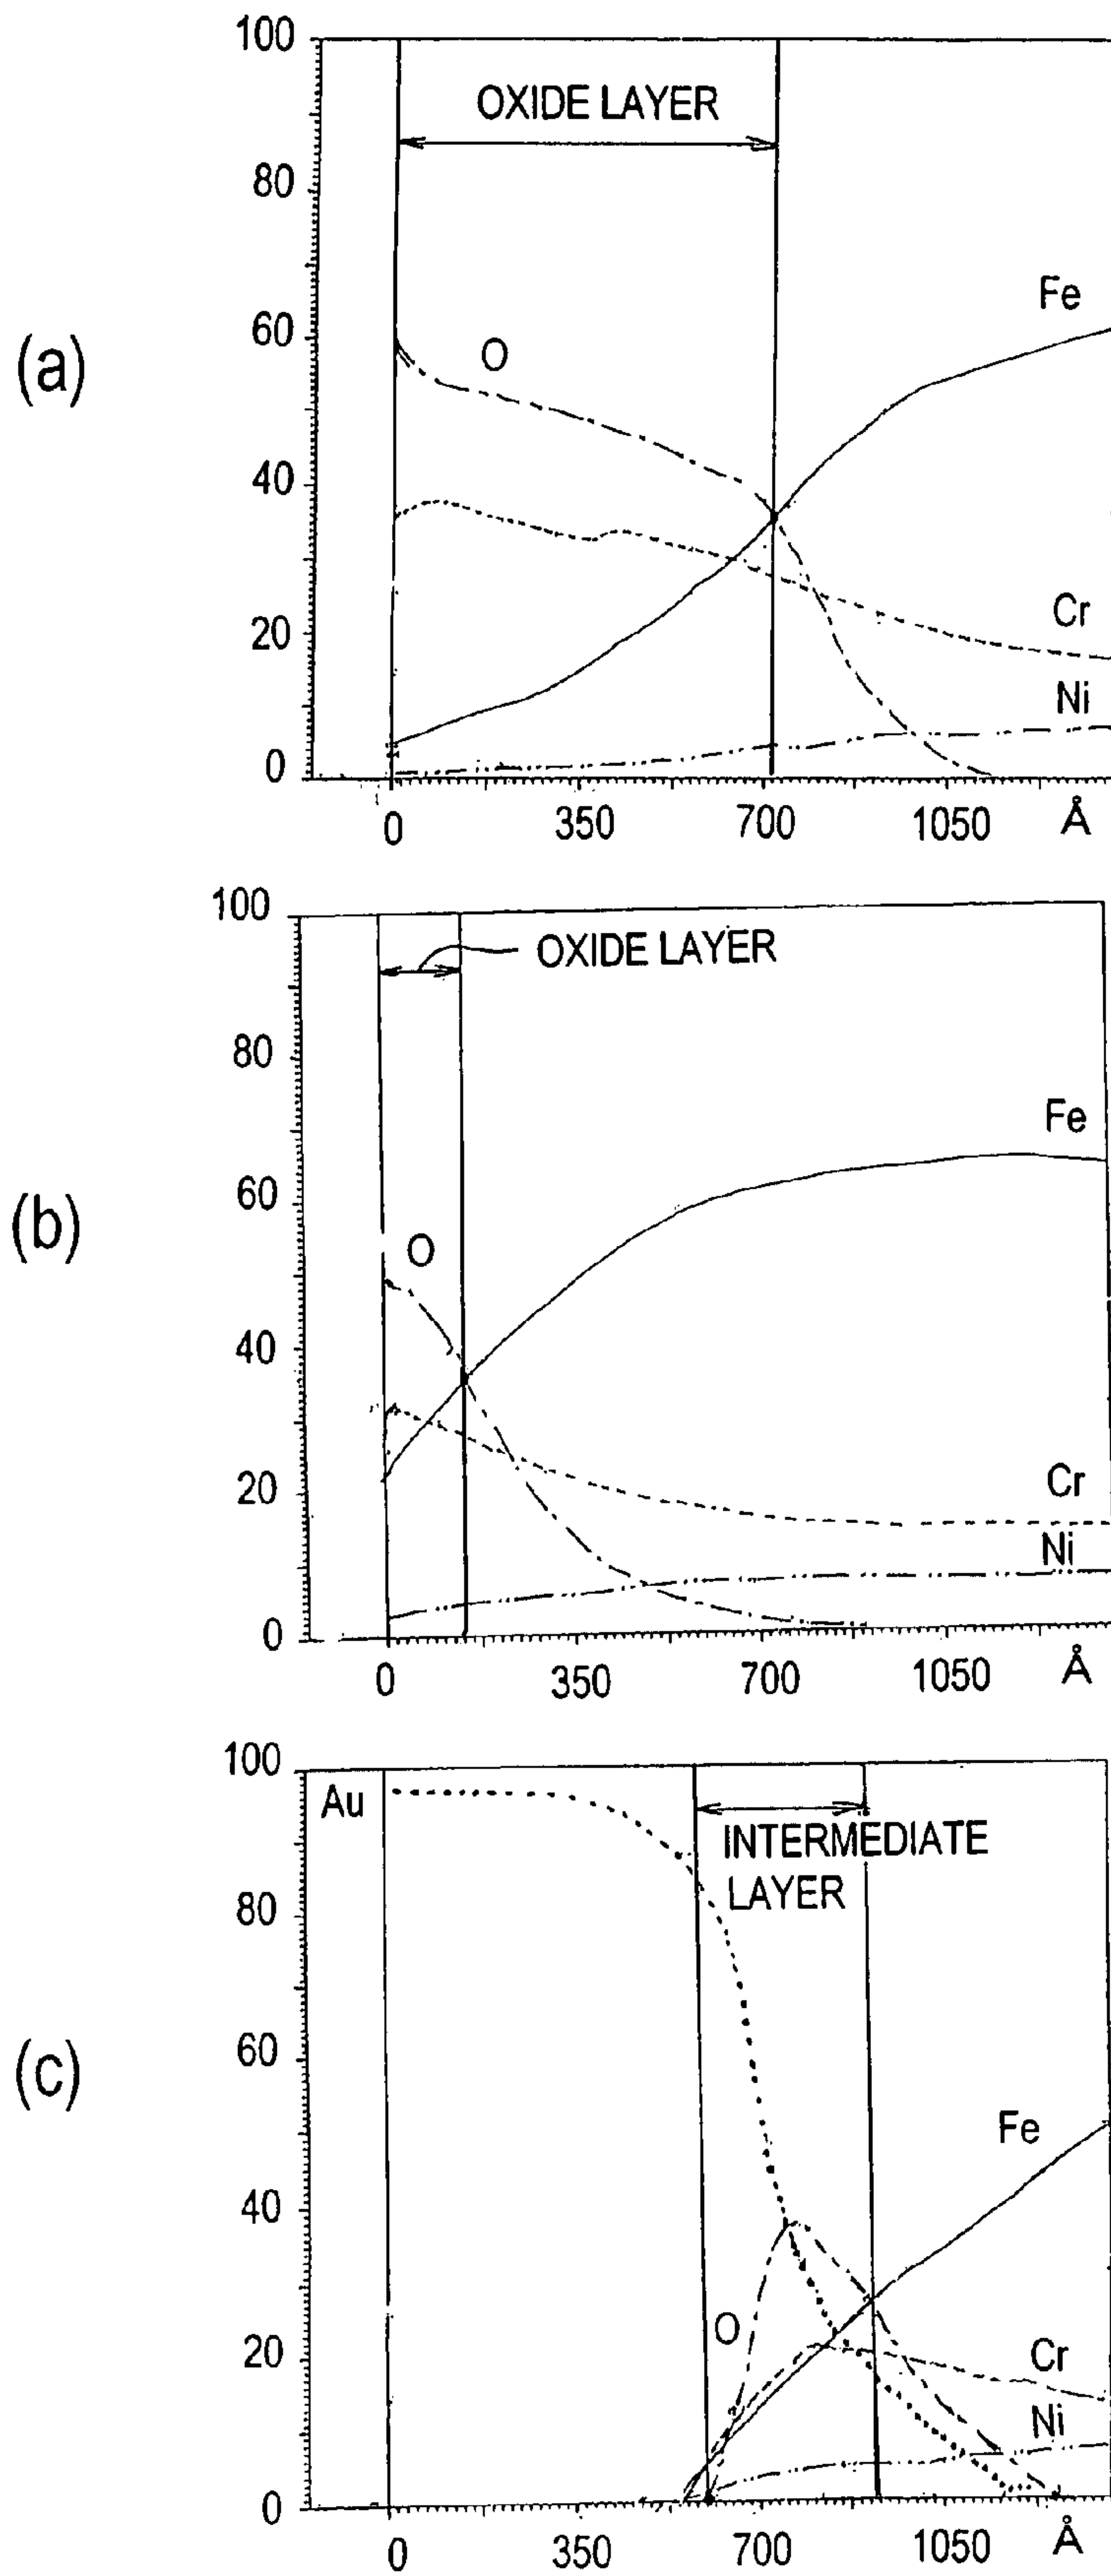 (a)
100
80
60
40
20
0
OXIDE LAYER
O
Fe
Cr
Ni
0 350 700 1050 Å
(b)
100
80
60
40
20
0
OXIDE LAYER
O
Fe
Cr
Ni
0 350 700 1050 Å
(c)
100
80
60
40
20
0
Au
INTERMEDIATE
LAYER
O
Fe
Cr
Ni
0 350 700 1050 Å